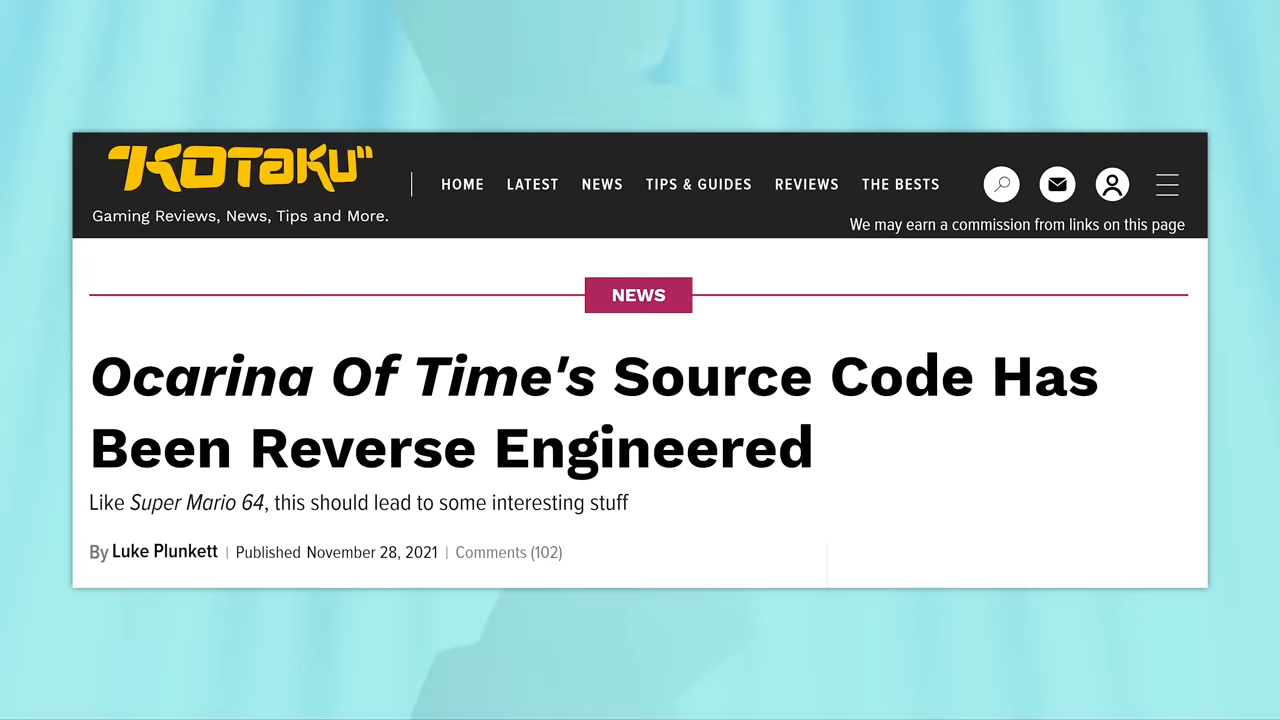 KOTAKU
HOME LATEST NEWS TIPS & GUIDES REVIEWS THE BESTS
Gaming Reviews, News, Tips and More.
We may earn a commission from links on this page
NEWS
Ocarina Of Time's Source Code Has
Been Reverse Engineered
Like Super Mario 64, this should lead to some interesting stuff
By Luke Plunkett | Published November 28, 2021 | Comments (102)